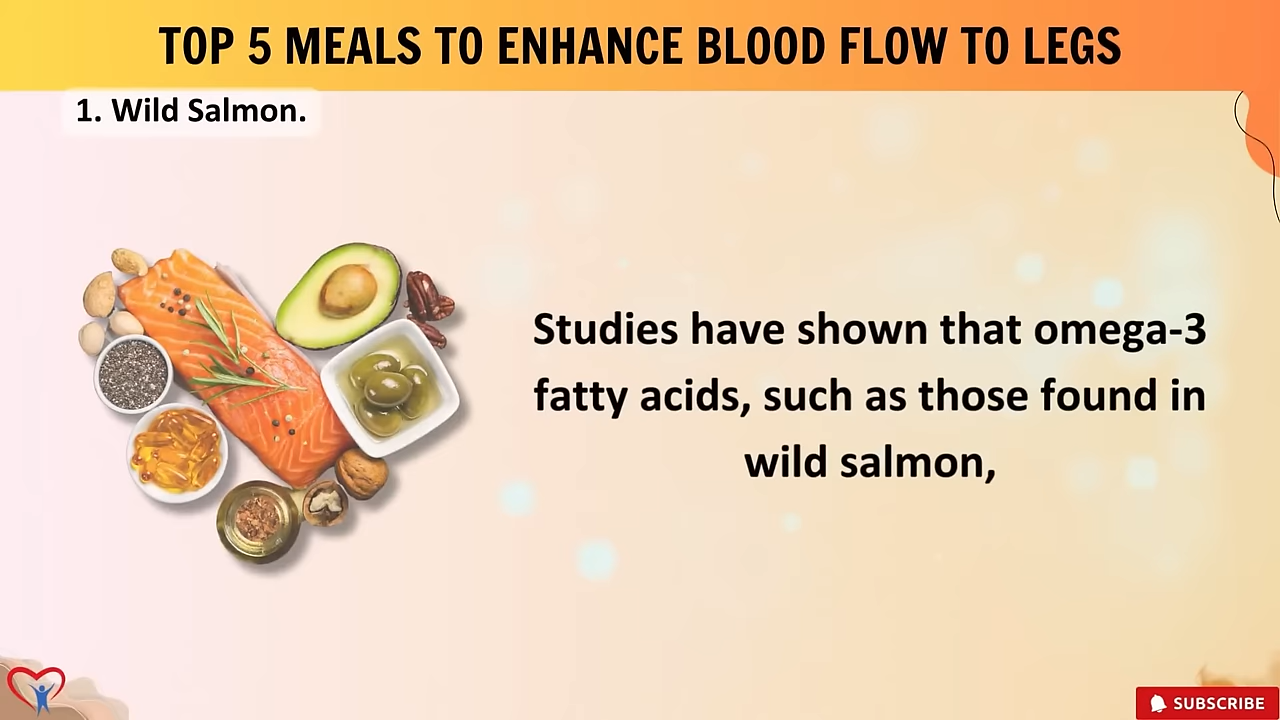 TOP 5 MEALS TO ENHANCE BLOOD FLOW TO LEGS
1. Wild Salmon.
Studies have shown that omega-3
fatty acids, such as those found in
wild salmon,
SUBSCRIBE